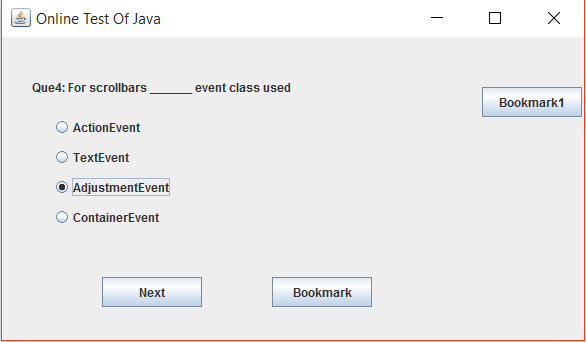 Online Test Of Java
Que4: For scrollbars ______ event class used
Bookmark1
ActionEvent
TextEvent
AdjustmentEvent
ContainerEvent
Next
Bookmark